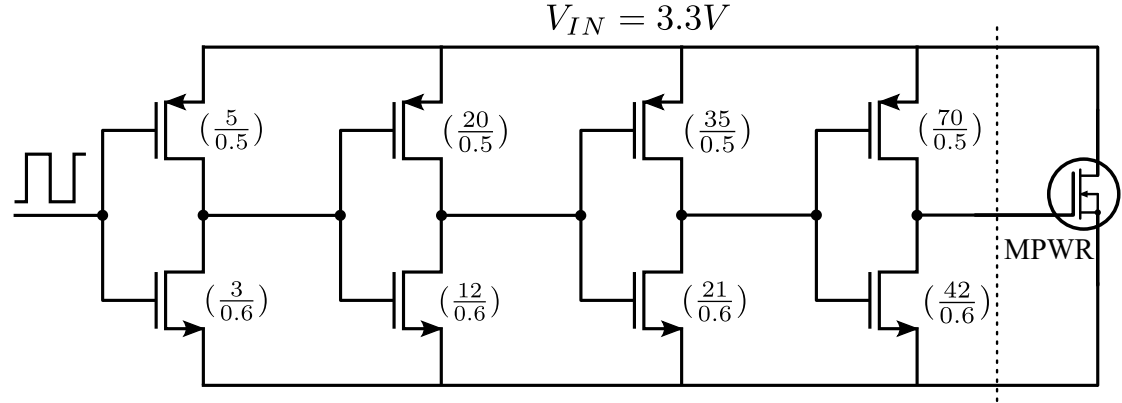 V_{IN} = 3.3V
(5/0.5) (20/0.5) (35/0.5) (70/0.5)
MPWR
(3/0.6) (12/0.6) (21/0.6) (42/0.6)